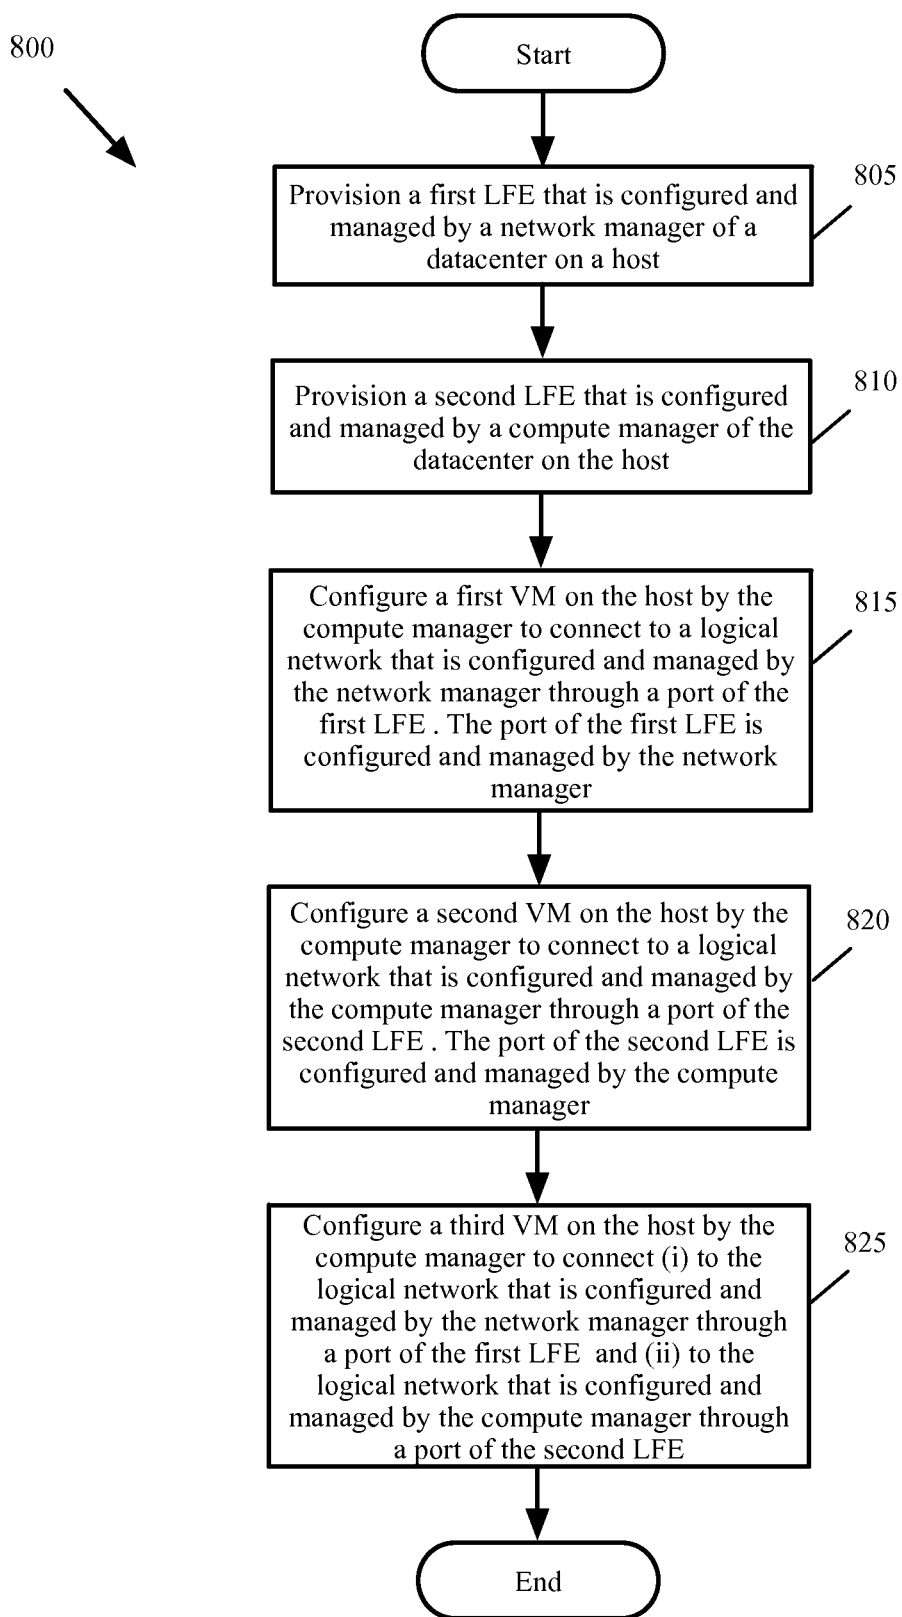 800
Start
805
Provision a first LFE that is configured and
managed by a network manager of a
datacenter on a host
810
Provision a second LFE that is configured
and managed by a compute manager of the
datacenter on the host
815
Configure a first VM on the host by the
compute manager to connect to a logical
network that is configured and managed by
the network manager through a port of the
first LFE . The port of the first LFE is
configured and managed by the network
manager
820
Configure a second VM on the host by the
compute manager to connect to a logical
network that is configured and managed by
the compute manager through a port of the
second LFE . The port of the second LFE is
configured and managed by the compute
manager
825
Configure a third VM on the host by the
compute manager to connect (i) to the
logical network that is configured and
managed by the network manager through
a port of the first LFE and (ii) to the
logical network that is configured and
managed by the compute manager through
a port of the second LFE
End